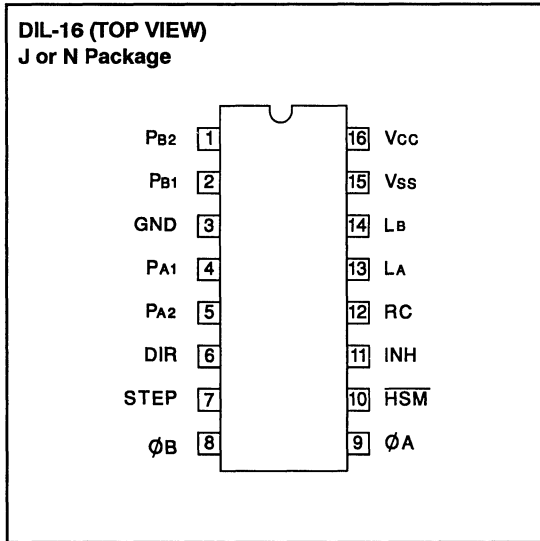 DIL-16 (TOP VIEW)
J or N Package
PB2 1 16 VCC
PB1 2 15 VSS
GND 3 14 LB
PA1 4 13 LA
PA2 5 12 RC
DIR 6 11 INH
STEP 7 10 H̅S̅M̅
ØB 8 9 ØA